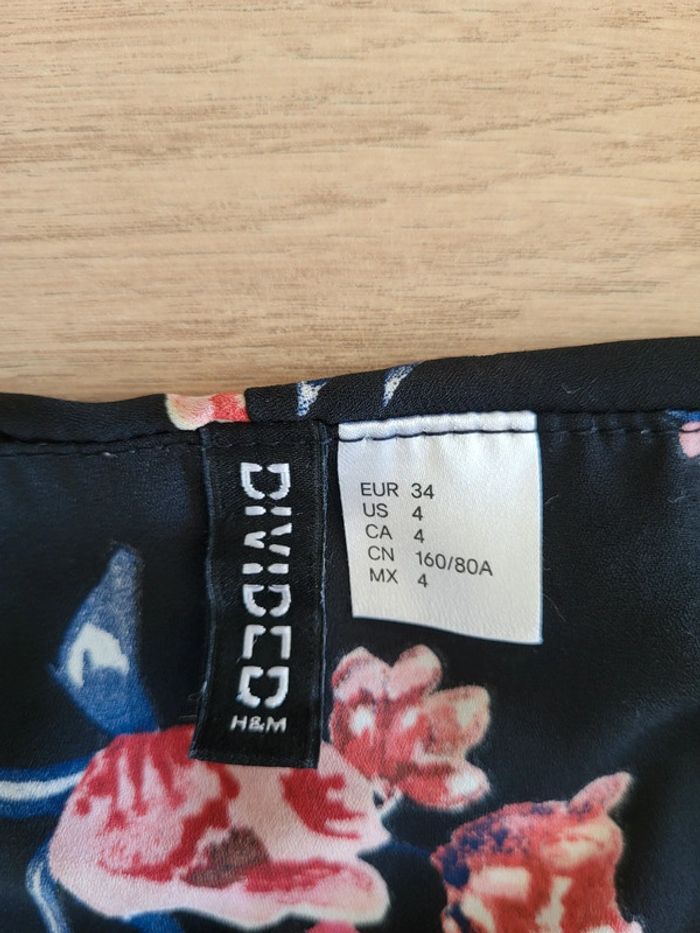 DIVIDED
H&M
EUR 34
US 4
CA 4
CN 160/80A
MX 4